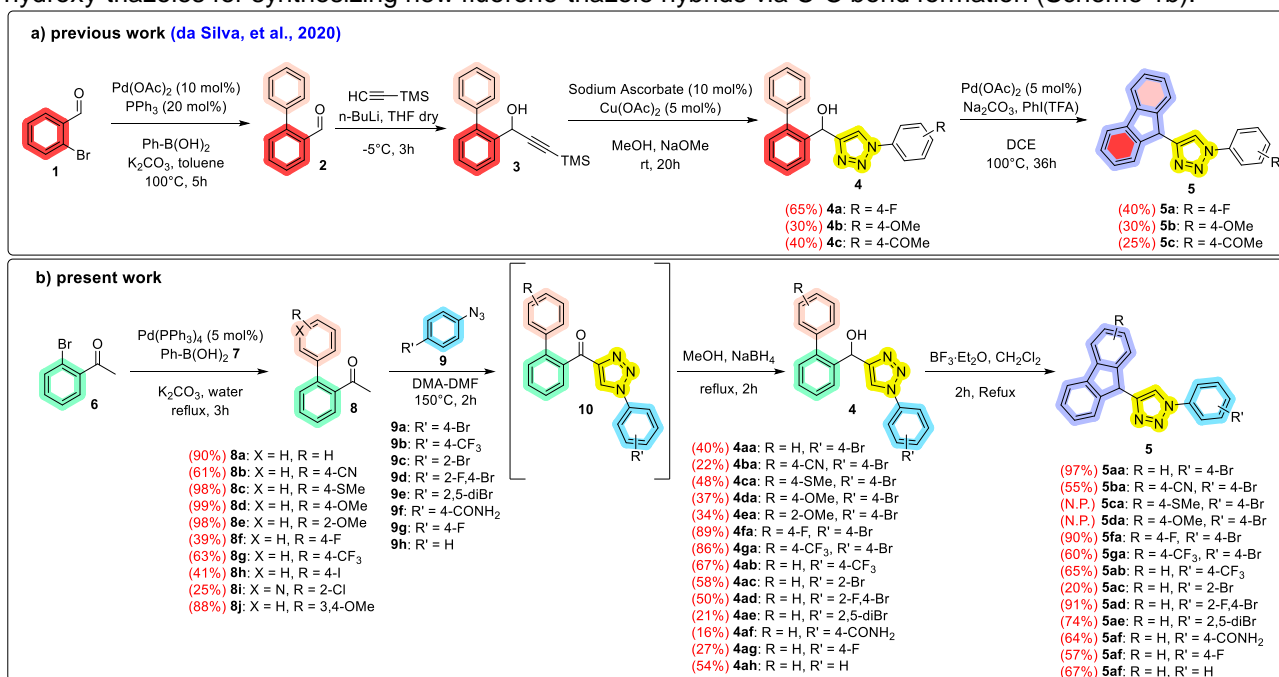 hydroxy-triazoles for synthesizing new fluorene-triazole hybrids via C-C bond formation (Scheme 1b).
a) previous work (da Silva, et al., 2020)
O
Br
1
Pd(OAc)2 (10 mol%)
PPh3 (20 mol%)
Ph-B(OH)2
K2CO3, toluene
100°C, 5h
O
2
HC TMS
n-BuLi, THF dry
-5°C, 3h
OH
TMS
3
Sodium Ascorbate (10 mol%)
Cu(OAc)2 (5 mol%)
MeOH, NaOMe
rt, 20h
OH
R
N
N=N
4
(65%) 4a: R = 4-F
(30%) 4b: R = 4-OMe
(40%) 4c: R = 4-COMe
Pd(OAc)2 (5 mol%)
Na2CO3, PhI(TFA)
DCE
100°C, 36h
N
N=N
R
5
(40%) 5a: R = 4-F
(30%) 5b: R = 4-OMe
(25%) 5c: R = 4-COMe
b) present work
Br
O
6
Pd(PPh3)4 (5 mol%)
Ph-B(OH)2 7
K2CO3, water
reflux, 3h
R
X
O
8
(90%) 8a: X = H, R = H
(61%) 8b: X = H, R = 4-CN
(98%) 8c: X = H, R = 4-SMe
(99%) 8d: X = H, R = 4-OMe
(98%) 8e: X = H, R = 2-OMe
(39%) 8f: X = H, R = 4-F
(63%) 8g: X = H, R = 4-CF3
(41%) 8h: X = H, R = 4-I
(25%) 8i: X = N, R = 2-Cl
(88%) 8j: X = H, R = 3,4-OMe
N3
R'
9
DMA-DMF
150°C, 2h
9a: R' = 4-Br
9b: R' = 4-CF3
9c: R' = 2-Br
9d: R' = 2-F,4-Br
9e: R' = 2,5-diBr
9f: R' = 4-CONH2
9g: R' = 4-F
9h: R' = H
R
O
N
N
N
10
R'
MeOH, NaBH4
reflux, 2h
R
OH
N
N
N
4
R'
(40%) 4aa: R = H, R' = 4-Br
(22%) 4ba: R = 4-CN, R' = 4-Br
(48%) 4ca: R = 4-SMe, R' = 4-Br
(37%) 4da: R = 4-OMe, R' = 4-Br
(34%) 4ea: R = 2-OMe, R' = 4-Br
(89%) 4fa: R = 4-F, R' = 4-Br
(86%) 4ga: R = 4-CF3, R' = 4-Br
(67%) 4ab: R = H, R' = 4-CF3
(58%) 4ac: R = H, R' = 2-Br
(50%) 4ad: R = H, R' = 2-F,4-Br
(21%) 4ae: R = H, R' = 2,5-diBr
(16%) 4af: R = H, R' = 4-CONH2
(27%) 4ag: R = H, R' = 4-F
(54%) 4ah: R = H, R' = H
BF3·Et2O, CH2Cl2
2h, Refux
R
N
N=N
R'
5
(97%) 5aa: R = H, R' = 4-Br
(55%) 5ba: R = 4-CN, R' = 4-Br
(N.P.) 5ca: R = 4-SMe, R' = 4-Br
(N.P.) 5da: R = 4-OMe, R' = 4-Br
(90%) 5fa: R = 4-F, R' = 4-Br
(60%) 5ga: R = 4-CF3, R' = 4-Br
(65%) 5ab: R = H, R' = 4-CF3
(20%) 5ac: R = H, R' = 2-Br
(91%) 5ad: R = H, R' = 2-F,4-Br
(74%) 5ae: R = H, R' = 2,5-diBr
(64%) 5af: R = H, R' = 4-CONH2
(57%) 5af: R = H, R' = 4-F
(67%) 5af: R = H, R' = H